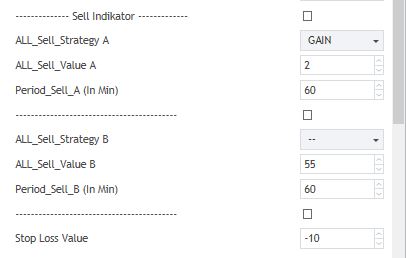 ------------- Sell Indikator -------------
ALL_Sell_Strategy A GAIN
ALL_Sell_Value A 2
Period_Sell_A (In Min) 60
------------------------------------------
ALL_Sell_Strategy B --
ALL_Sell_Value B 55
Period_Sell_B (In Min) 60
------------------------------------------
Stop Loss Value -10